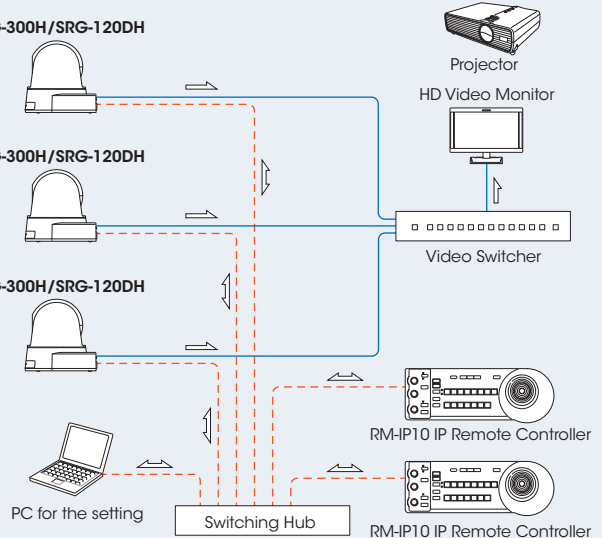 -300H/SRG-120DH
Projector
HD Video Monitor
-300H/SRG-120DH
Video Switcher
-300H/SRG-120DH
RM-IP10 IP Remote Controller
PC for the setting
Switching Hub
RM-IP10 IP Remote Controller